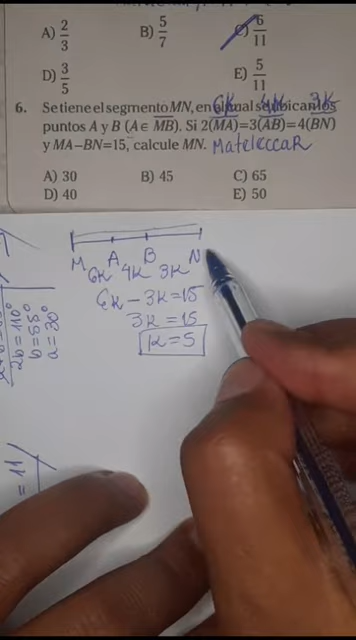 A) 2/3
B) 5/7
C) 6/11
D) 3/5
E) 5/11
6K 4K 3K
6. Se tiene el segmento MN, en el cual se ubican los
puntos A y B (A ∈ MB). Si 2(MA)=3(AB)=4(BN)
y MA–BN=15, calcule MN. MateleccaR
A) 30
B) 45
C) 65
D) 40
E) 50
M A B N
6K 4K 3K
6K - 3K = 15
3K = 15
K = 5
2b = 110°
b = 55°
a = 30°
= 11